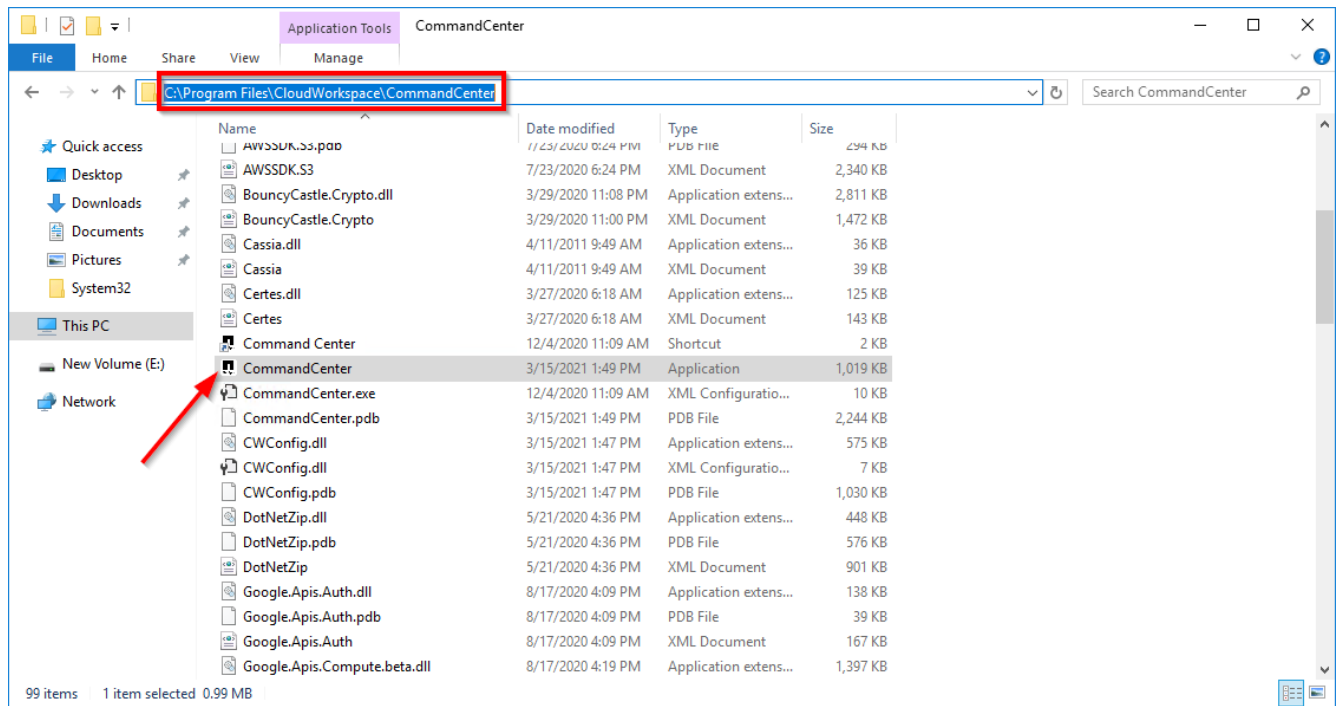 Application Tools CommandCenter
File Home Share View Manage
C:\Program Files\CloudWorkspace\CommandCenter Search CommandCenter
Name Date modified Type Size
Quick access
Desktop
Downloads
Documents
Pictures
System32
This PC
New Volume (E:)
Network
AWSSDK.S3.pdb 7/23/2020 6:24 PM PDB File 294 KB
AWSSDK.S3 7/23/2020 6:24 PM XML Document 2,340 KB
BouncyCastle.Crypto.dll 3/29/2020 11:08 PM Application extens... 2,811 KB
BouncyCastle.Crypto 3/29/2020 11:00 PM XML Document 1,472 KB
Cassia.dll 4/11/2011 9:49 AM Application extens... 36 KB
Cassia 4/11/2011 9:49 AM XML Document 39 KB
Certes.dll 3/27/2020 6:18 AM Application extens... 125 KB
Certes 3/27/2020 6:18 AM XML Document 143 KB
Command Center 12/4/2020 11:09 AM Shortcut 2 KB
CommandCenter 3/15/2021 1:49 PM Application 1,019 KB
CommandCenter.exe 12/4/2020 11:09 AM XML Configuratio... 10 KB
CommandCenter.pdb 3/15/2021 1:49 PM PDB File 2,244 KB
CWConfig.dll 3/15/2021 1:47 PM Application extens... 575 KB
CWConfig.dll 3/15/2021 1:47 PM XML Configuratio... 7 KB
CWConfig.pdb 3/15/2021 1:47 PM PDB File 1,030 KB
DotNetZip.dll 5/21/2020 4:36 PM Application extens... 448 KB
DotNetZip.pdb 5/21/2020 4:36 PM PDB File 576 KB
DotNetZip 5/21/2020 4:36 PM XML Document 901 KB
Google.Apis.Auth.dll 8/17/2020 4:09 PM Application extens... 138 KB
Google.Apis.Auth.pdb 8/17/2020 4:09 PM PDB File 39 KB
Google.Apis.Auth 8/17/2020 4:09 PM XML Document 167 KB
Google.Apis.Compute.beta.dll 8/17/2020 4:19 PM Application extens... 1,397 KB
99 items 1 item selected 0.99 MB